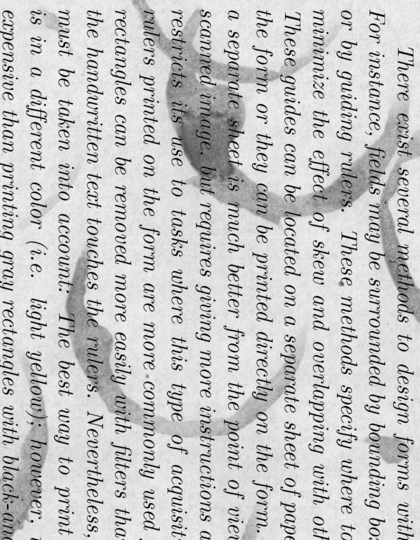 There exist several methods to design forms wit
For instance, fields may be surrounded by bounding box
or by guiding rulers. These methods specify where to
minimize the effect of skew and overlapping with oth
These guides can be located on a separate sheet of pape
the form or they can be printed directly on the form.
a separate sheet is much better from the point of view
scanned image, but requires giving more instructions a
restricts its use to tasks where this type of acquisit
rulers printed on the form are more commonly used
rectangles can be removed more easily with filters tha
the handwritten text touches the rulers. Nevertheless,
must be taken into account: The best way to print
is in a different color (i.e. light yellow); however, i
expensive than printing gray rectangles with black-an